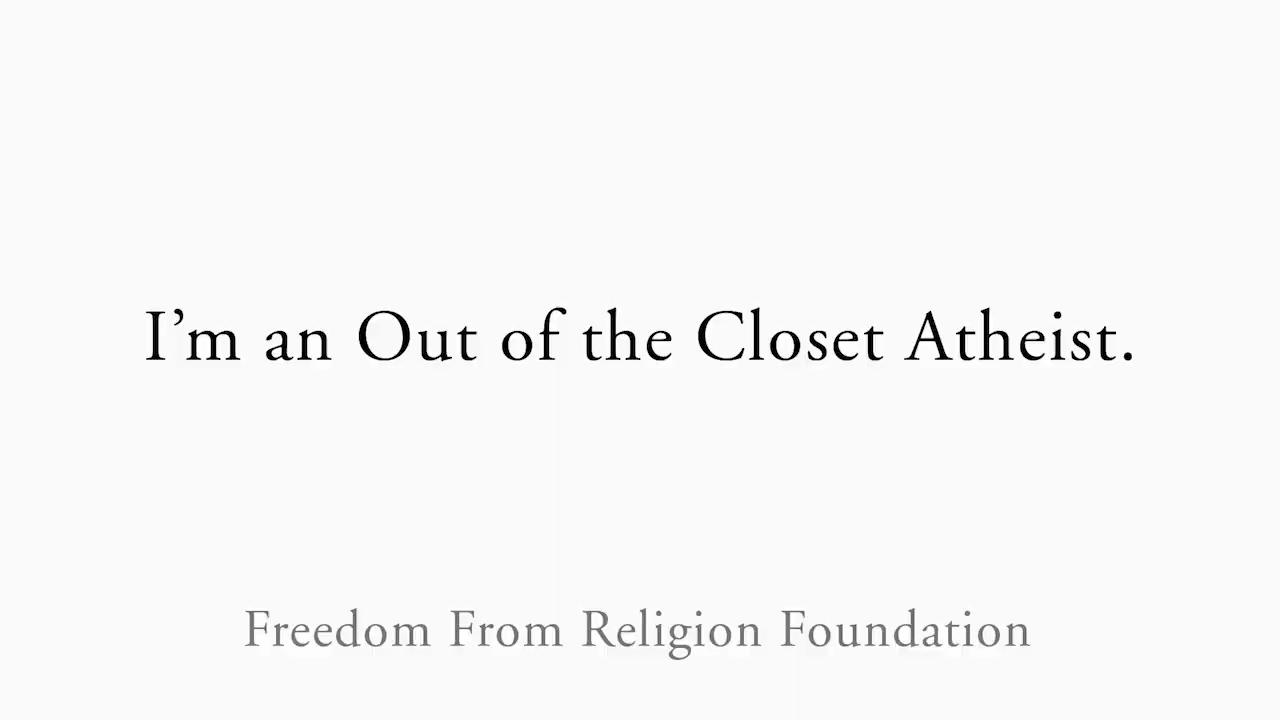 I’m an Out of the Closet Atheist.
Freedom From Religion Foundation